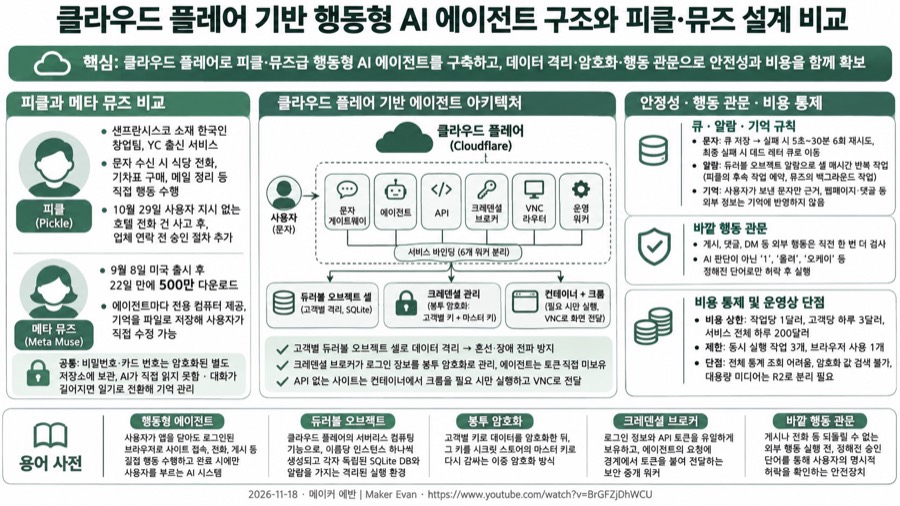 클라우드 플레어 기반 행동형 AI 에이전트 구조와 피클·뮤즈 설계 비교
핵심: 클라우드 플레어로 피클·뮤즈급 행동형 AI 에이전트를 구축하고, 데이터 격리·암호화·행동 관문으로 안전성과 비용을 함께 확보
피클과 메타 뮤즈 비교
피클
(Pickle)
• 샌프란시스코 소재 한국인
창업팀, YC 출신 서비스
• 문자 수신 시 식당 전화,
기차표 구매, 메일 정리 등
직접 행동 수행
• 10월 29일 사용자 지시 없는
호텔 전화 건 사고 후,
업체 연락 전 승인 절차 추가
메타 뮤즈
(Meta Muse)
• 9월 8일 미국 출시 후
22일 만에 500만 다운로드
• 에이전트마다 전용 컴퓨터 제공,
기억을 파일로 저장해 사용자가
직접 수정 가능
공통: 비밀번호·카드 번호는 암호화된 별도
저장소에 보관, AI가 직접 읽지 못함 · 대화가
길어지면 일기로 전환해 기억 관리
클라우드 플레어 기반 에이전트 아키텍처
클라우드 플레어
(Cloudflare)
사용자
(문자)
문자
게이트웨이
에이전트
API
크레덴셜
브로커
VNC
라우터
운영
워커
서비스 바인딩 (6개 워커 분리)
듀러블 오브젝트 셀
(고객별 격리, SQLite)
크레덴셜 관리
(봉투 암호화:
고객별 키 + 마스터 키)
컨테이너 + 크롬
(필요 시만 실행,
VNC로 화면 전달)
✓ 고객별 듀러블 오브젝트 셀로 데이터 격리 → 혼선·장애 전파 방지
✓ 크레덴셜 브로커가 로그인 정보를 봉투 암호화로 관리, 에이전트는 토큰 직접 미보유
✓ API 없는 사이트는 컨테이너에서 크롬을 필요 시만 실행하고 VNC로 전달
안정성 · 행동 관문 · 비용 통제
큐 · 알람 · 기억 규칙
• 문자: 큐 저장 → 실패 시 5초~30분 6회 재시도,
최종 실패 시 데드 레터 큐로 이동
• 알람: 듀러블 오브젝트 알람으로 셀 매시간 반복 작업
(피클의 후속 작업 예약, 뮤즈의 백그라운드 작업)
• 기억: 사용자가 보낸 문자만 근거, 웹페이지·댓글 등
외부 정보는 기억에 반영하지 않음
바깥 행동 관문
• 게시, 댓글, DM 등 외부 행동은 직전 한 번 더 검사
• AI 판단이 아닌 '1', '올려', '오케이' 등
정해진 단어로만 허락 후 실행
비용 통제 및 운영상 단점
• 비용 상한: 작업당 1달러, 고객당 하루 3달러,
서비스 전체 하루 200달러
• 제한: 동시 실행 작업 3개, 브라우저 사용 1개
• 단점: 전체 통계 조회 어려움, 암호화 값 검색 불가,
대용량 미디어는 R2로 분리 필요
용어 사전
행동형 에이전트
사용자가 앱을 닫아도 로그인된
브라우저로 사이트 접속, 전화, 게시 등
직접 행동 수행하고 완료 시에만
사용자를 부르는 AI 시스템
듀러블 오브젝트
클라우드 플레어의 서버리스 컴퓨팅
기능으로, 이름당 인스턴스 하나씩
생성되고 각자 독립된 SQLite DB와
알람을 가지는 격리된 실행 환경
봉투 암호화
고객별 키로 데이터를 암호화한 뒤,
그 키를 시크릿 스토어의 마스터 키로
다시 감싸는 이중 암호화 방식
크레덴셜 브로커
로그인 정보와 API 토큰을 유일하게
보유하고, 에이전트의 요청에
경계에서 토큰을 붙여 전달하는
보안 중개 워커
바깥 행동 관문
게시나 전화 등 되돌릴 수 없는
외부 행동 실행 전, 정해진 승인
단어를 통해 사용자의 명시적
허락을 확인하는 안전장치
2026-11-18 · 메이커 에반 | Maker Evan · https://www.youtube.com/watch?v=BrGFZjDhWCU